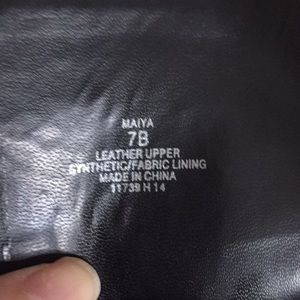 MAIYA
7B
LEATHER UPPER
SYNTHETIC/FABRIC LINING
MADE IN CHINA
11739 H 14